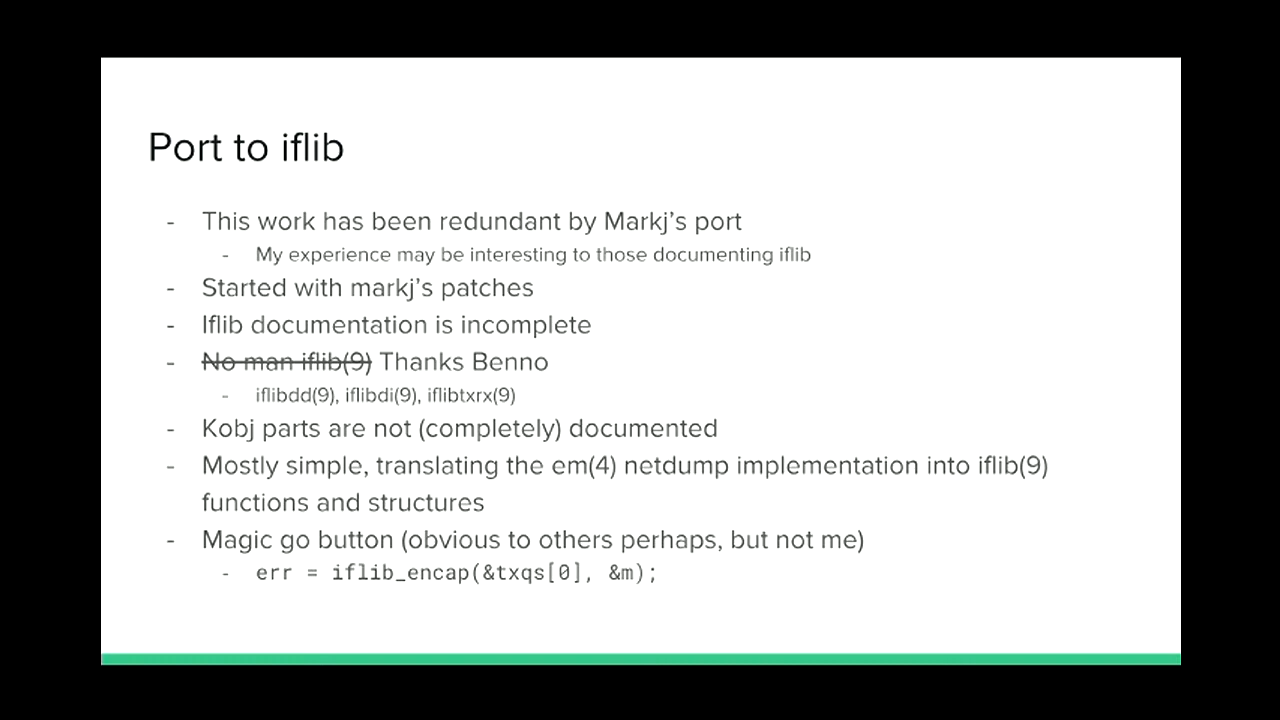 Port to iflib
- This work has been redundant by Markj’s port
- My experience may be interesting to those documenting iflib
- Started with markj’s patches
- Iflib documentation is incomplete
- No man iflib(9) Thanks Benno
- iflibdd(9), iflibdi(9), iflibtxrx(9)
- Kobj parts are not (completely) documented
- Mostly simple, translating the em(4) netdump implementation into iflib(9)
functions and structures
- Magic go button (obvious to others perhaps, but not me)
- err = iflib_encap(&txqs[0], &m);